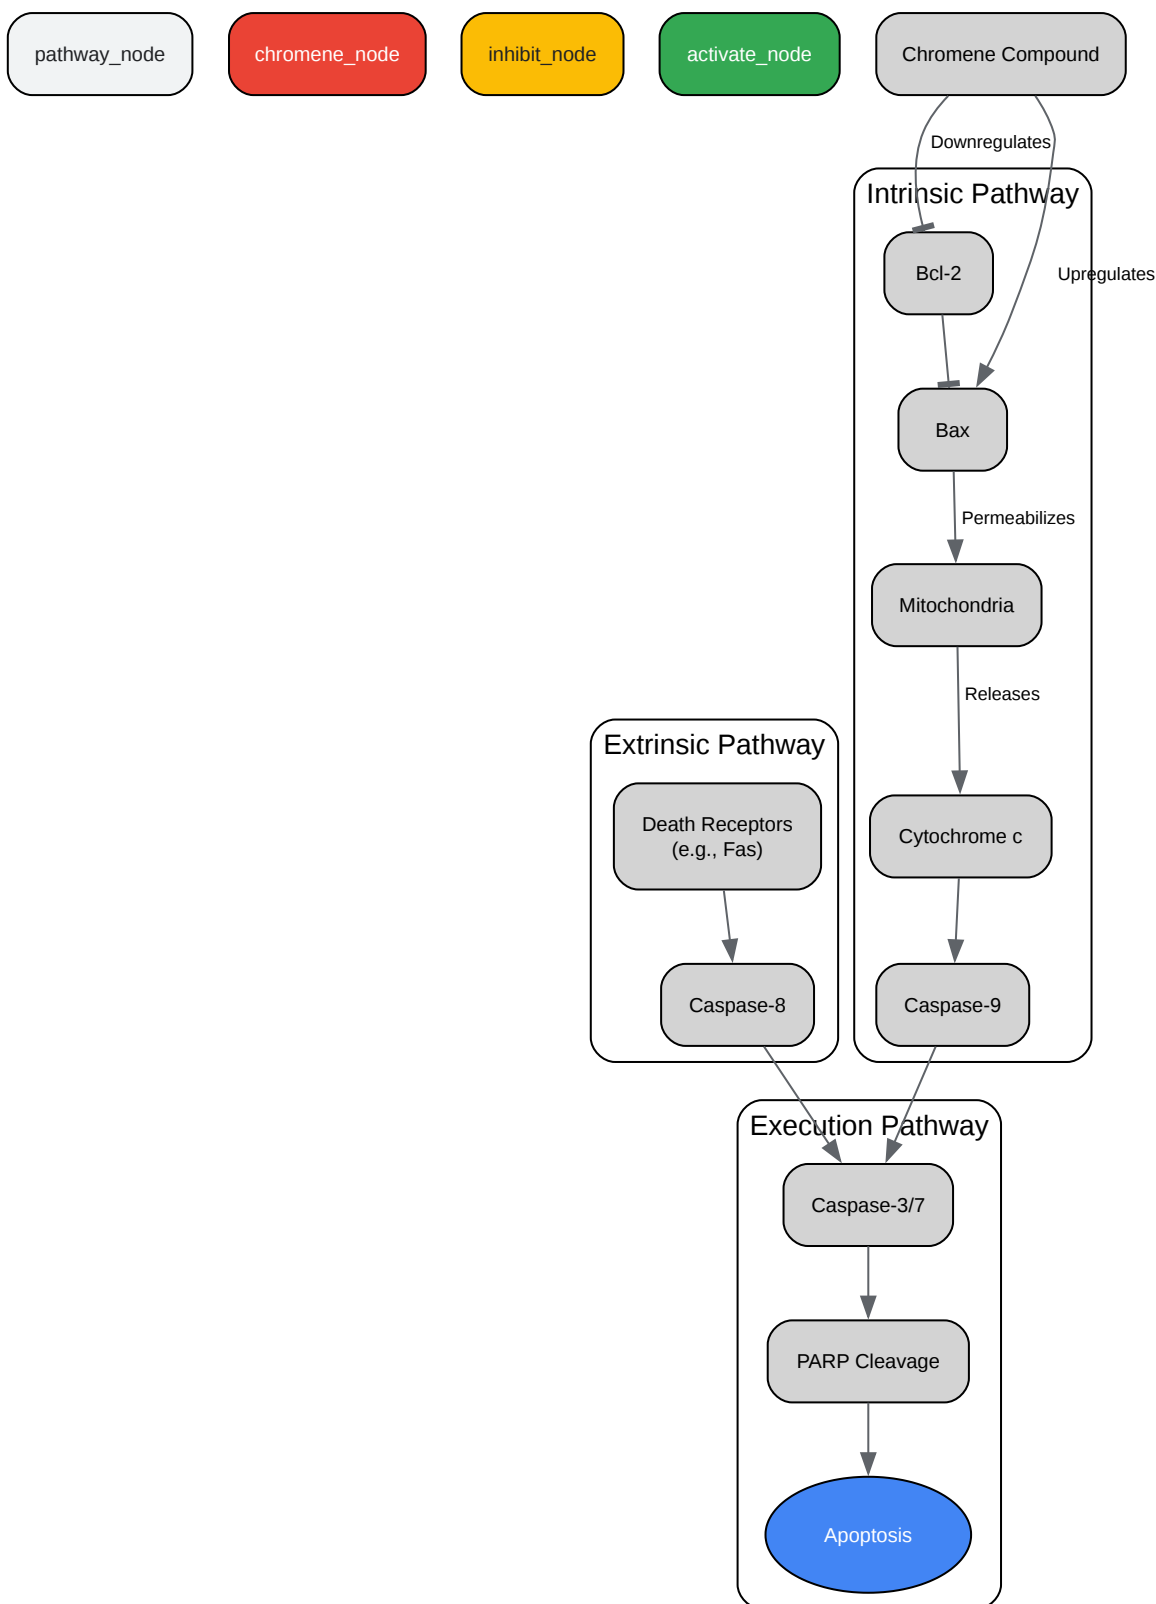 pathway_node
chromene_node
inhibit_node
activate_node
Chromene Compound
Downregulates
Intrinsic Pathway
Bcl-2
Upregulates
Bax
Permeabilizes
Mitochondria
Releases
Extrinsic Pathway
Death Receptors
(e.g., Fas)
Cytochrome c
Caspase-8
Caspase-9
Execution Pathway
Caspase-3/7
PARP Cleavage
Apoptosis